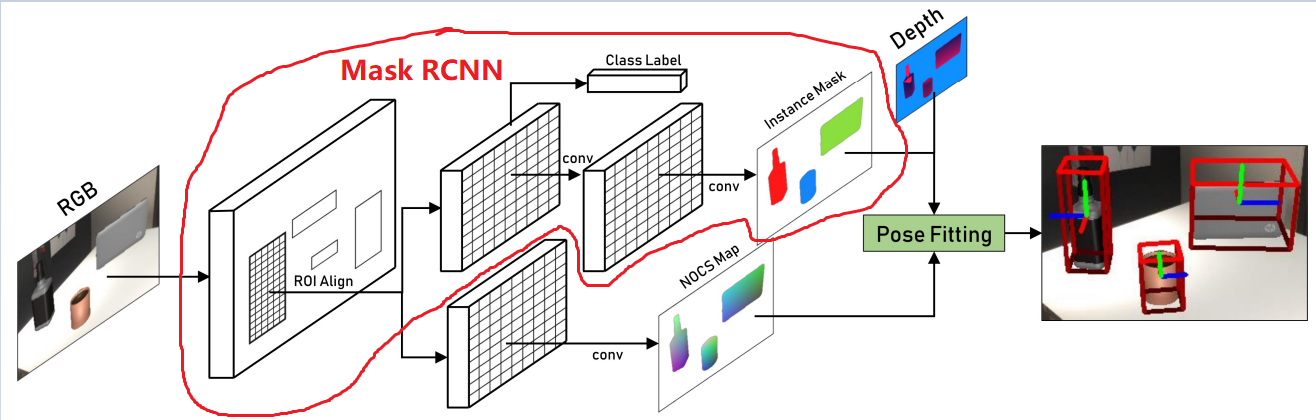 Mask RCNN
Class Label
Depth
Instance Mask
RGB
conv
conv
ROI Align
NOCS Map
conv
Pose Fitting